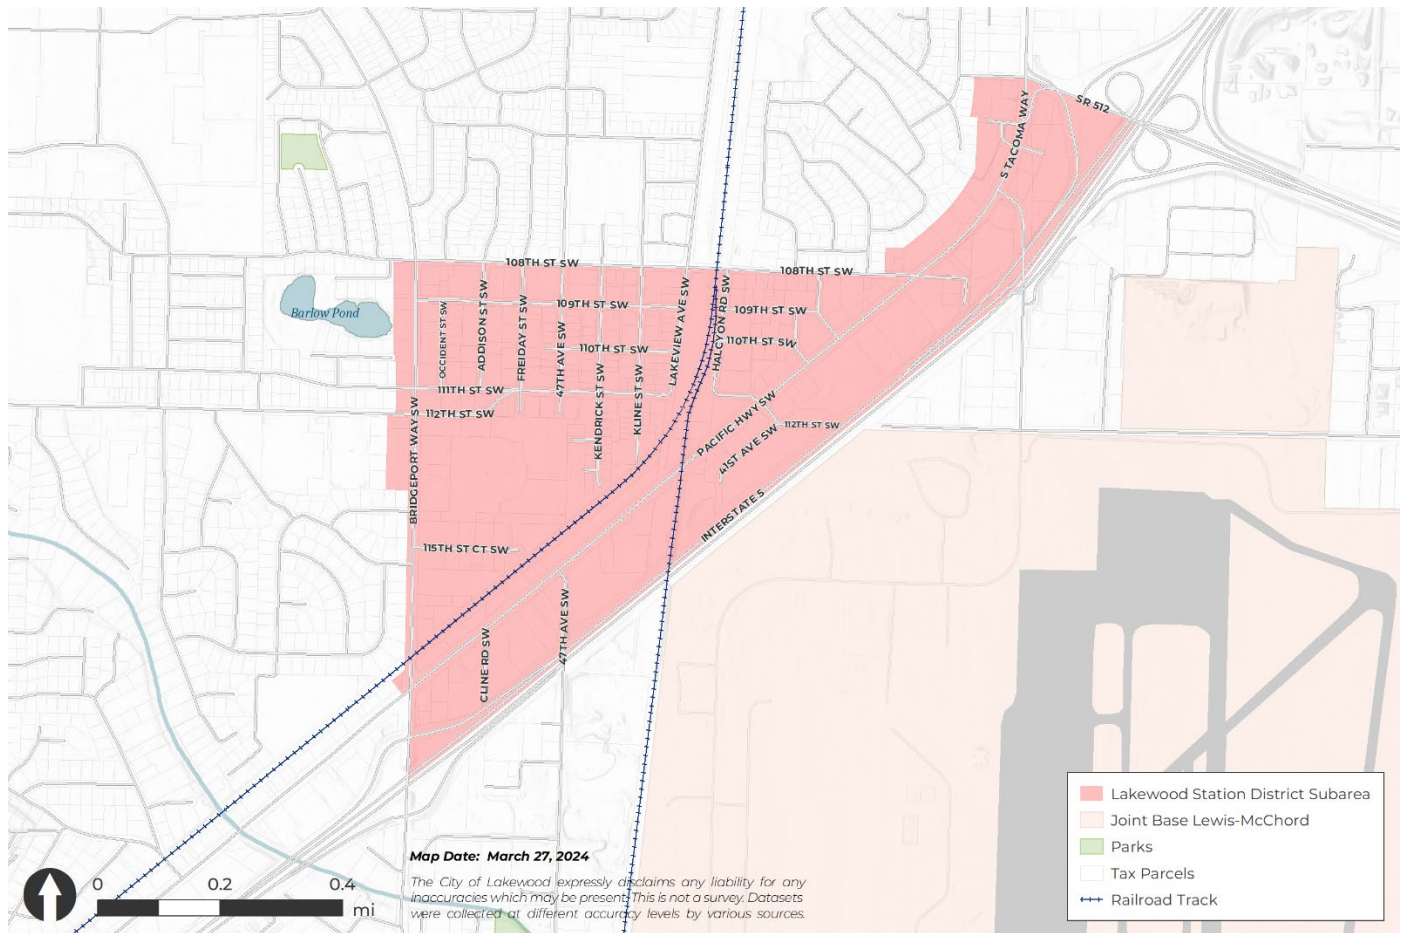 SR 512
S TACOMA WAY
108TH ST SW
108TH ST SW
Barlow Pond
OCCIDENT ST SW
ADDISON ST SW
FREIDAY ST SW
109TH ST SW
47TH AVE SW
110TH ST SW
KENDRICK ST SW
KLINE ST SW
LAKEVIEW AVE SW
HALCYON RD SW
109TH ST SW
110TH ST SW
111TH ST SW
112TH ST SW
BRIDGEPORT WAY SW
PACIFIC HWY SW
41ST AVE SW
112TH ST SW
INTERSTATE 5
115TH ST CT SW
CLINE RD SW
47TH AVE SW
Lakewood Station District Subarea
Joint Base Lewis-McChord
Parks
Tax Parcels
Railroad Track
Map Date: March 27, 2024
The City of Lakewood expressly disclaims any liability for any
inaccuracies which may be present. This is not a survey. Datasets
were collected at different accuracy levels by various sources.
0 0.2 0.4
mi